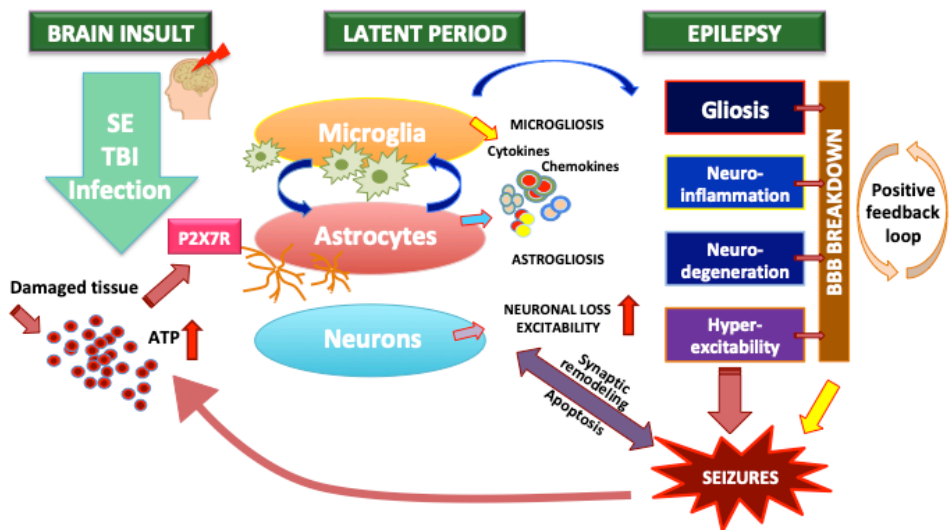 BRAIN INSULT
LATENT PERIOD
EPILEPSY
SE
TBI
Infection
Microglia
MICROGLIOSIS
Cytokines
Chemokines
P2X7R
Astrocytes
ASTROGLIOSIS
Damaged tissue
ATP
Neurons
NEURONAL LOSS
EXCITABILITY
Synaptic
remodeling
Apoptosis
Gliosis
Neuro-
inflammation
Neuro-
degeneration
Hyper-
excitability
BBB BREAKDOWN
Positive
feedback
loop
SEIZURES